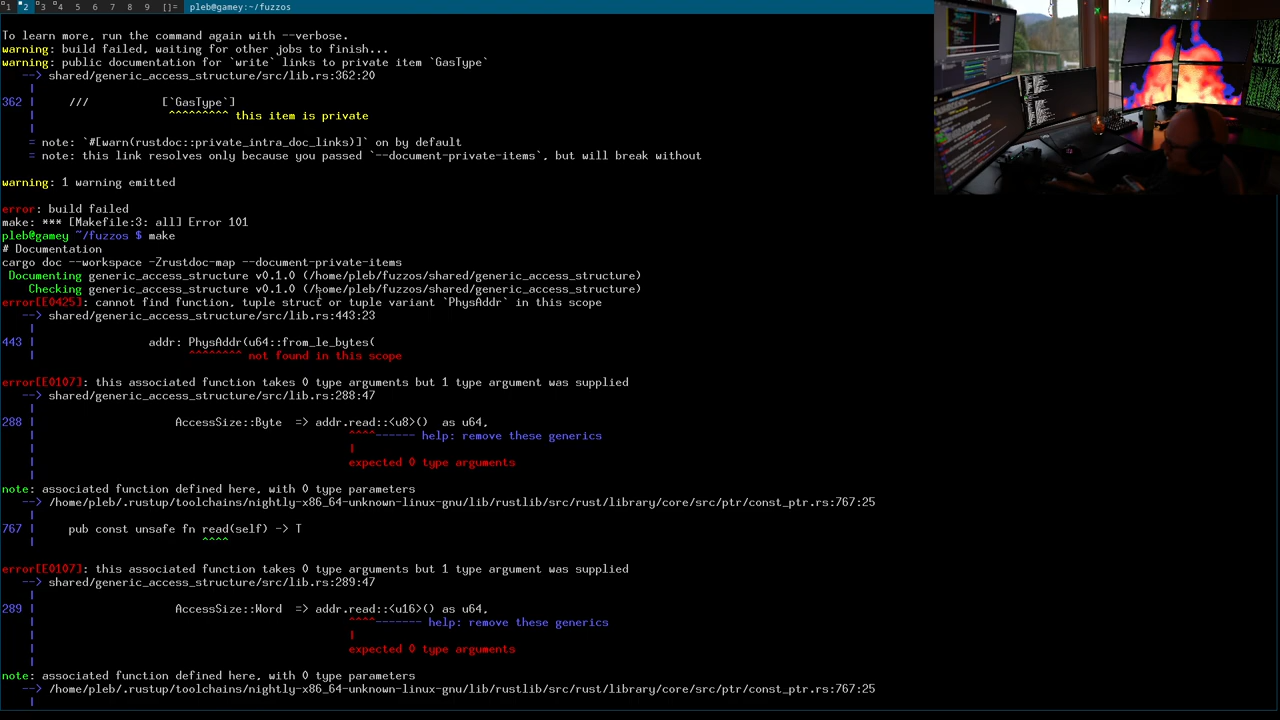 1 2 3 4 5 6 7 8 9 []= pleb@gamey:~/fuzzos
To learn more, run the command again with --verbose.
warning: build failed, waiting for other jobs to finish...
warning: public documentation for `write` links to private item `GasType`
--> shared/generic_access_structure/src/lib.rs:362:20
|
362 | /// [`GasType`]
| ^^^^^^^^^ this item is private
|
= note: `#[warn(rustdoc::private_intra_doc_links)]` on by default
= note: this link resolves only because you passed `--document-private-items`, but will break without
warning: 1 warning emitted
error: build failed
make: *** [Makefile:3: all] Error 101
pleb@gamey ~/fuzzos $ make
# Documentation
cargo doc --workspace -Zrustdoc-map --document-private-items
Documenting generic_access_structure v0.1.0 (/home/pleb/fuzzos/shared/generic_access_structure)
Checking generic_access_structure v0.1.0 (/home/pleb/fuzzos/shared/generic_access_structure)
error[E0425]: cannot find function, tuple struct or tuple variant `PhysAddr` in this scope
--> shared/generic_access_structure/src/lib.rs:443:23
|
443 | addr: PhysAddr(u64::from_le_bytes(
| ^^^^^^^^ not found in this scope
error[E0107]: this associated function takes 0 type arguments but 1 type argument was supplied
--> shared/generic_access_structure/src/lib.rs:288:47
|
288 | AccessSize::Byte => addr.read::<u8>() as u64,
| ^^^^------ help: remove these generics
| |
| expected 0 type arguments
|
note: associated function defined here, with 0 type parameters
--> /home/pleb/.rustup/toolchains/nightly-x86_64-unknown-linux-gnu/lib/rustlib/src/rust/library/core/src/ptr/const_ptr.rs:767:25
|
767 | pub const unsafe fn read(self) -> T
| ^^^^
error[E0107]: this associated function takes 0 type arguments but 1 type argument was supplied
--> shared/generic_access_structure/src/lib.rs:289:47
|
289 | AccessSize::Word => addr.read::<u16>() as u64,
| ^^^^------- help: remove these generics
| |
| expected 0 type arguments
|
note: associated function defined here, with 0 type parameters
--> /home/pleb/.rustup/toolchains/nightly-x86_64-unknown-linux-gnu/lib/rustlib/src/rust/library/core/src/ptr/const_ptr.rs:767:25
|